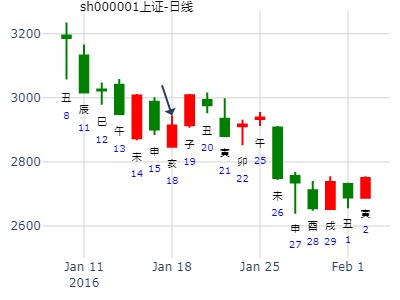 sh000001上证-日线
3200
3000
2800
2600
丑
8
辰
11
巳
12
午
13
未
14
申
15
亥
18
子
19
丑
20
寅
21
卯
22
午
25
未
26
申
27
酉
28
戌
29
丑
1
寅
2
Jan 11
2016
Jan 18
Jan 25
Feb 1